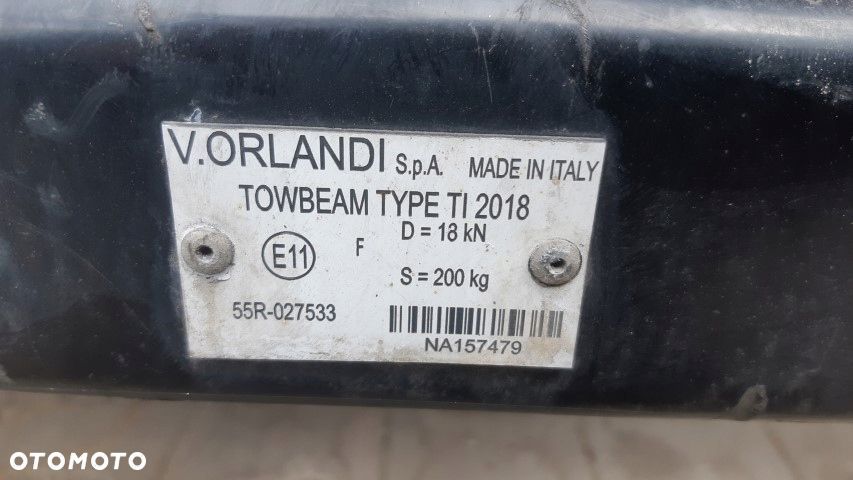 V.ORLANDI S.p.A. MADE IN ITALY
TOWBEAM TYPE TI 2018
E11 F D = 18 kN
S = 200 kg
55R-027533
NA157479
OTOMOTO